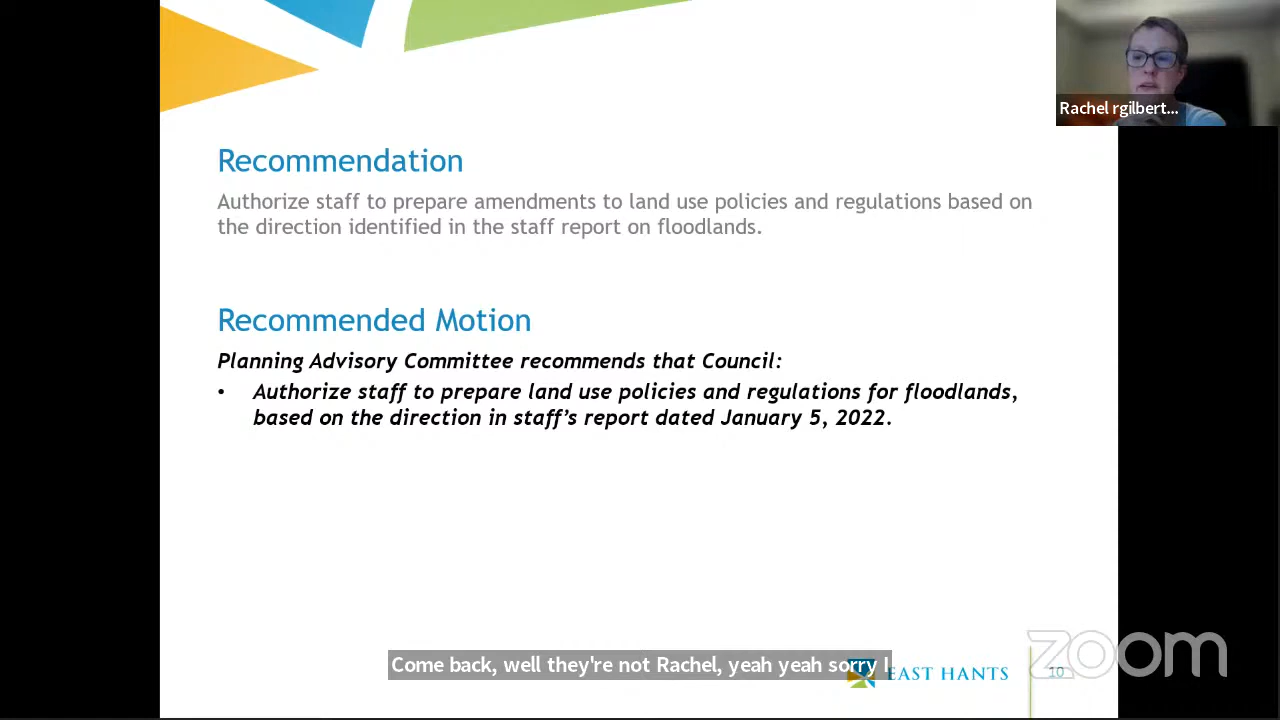 Rachel rgilbert...
Recommendation
Authorize staff to prepare amendments to land use policies and regulations based on
the direction identified in the staff report on floodlands.
Recommended Motion
Planning Advisory Committee recommends that Council:
• Authorize staff to prepare land use policies and regulations for floodlands,
based on the direction in staff's report dated January 5, 2022.
Come back, well they're not Rachel, yeah yeah sorry I
EAST HANTS
10
zoom